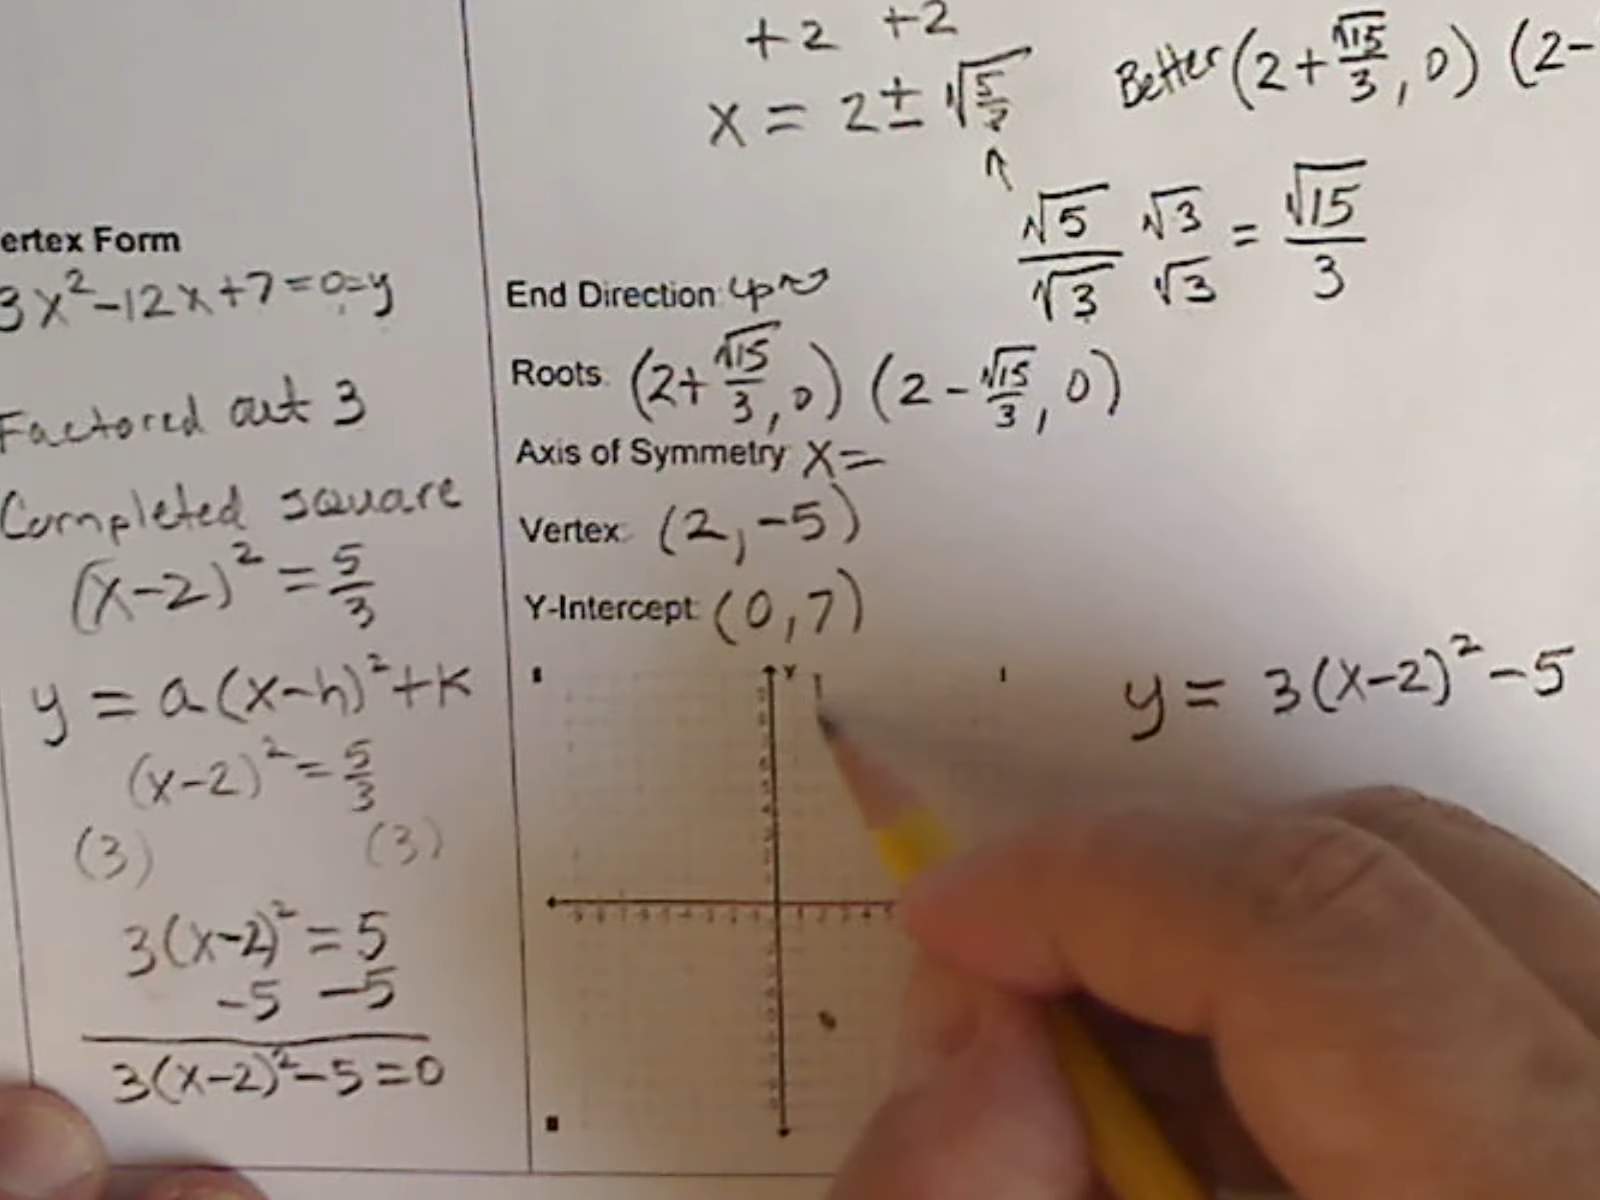 +2 +2
x = 2 ± √5/3
Better (2 + √15/3, 0) (2 -
√5/√3 √3/√3 = √15/3
ertex Form
3x² - 12x + 7 = 0 = y
Factored out 3
Completed square
(x-2)² = 5/3
y = a(x-h)² + k
(x-2)² = 5/3
(3) (3)
3(x-2)² = 5
-5 -5
3(x-2)² - 5 = 0
End Direction: up
Roots: (2 + √15/3, 0) (2 - √15/3, 0)
Axis of Symmetry x =
Vertex: (2, -5)
Y-Intercept: (0, 7)
Y
y = 3(x-2)² - 5